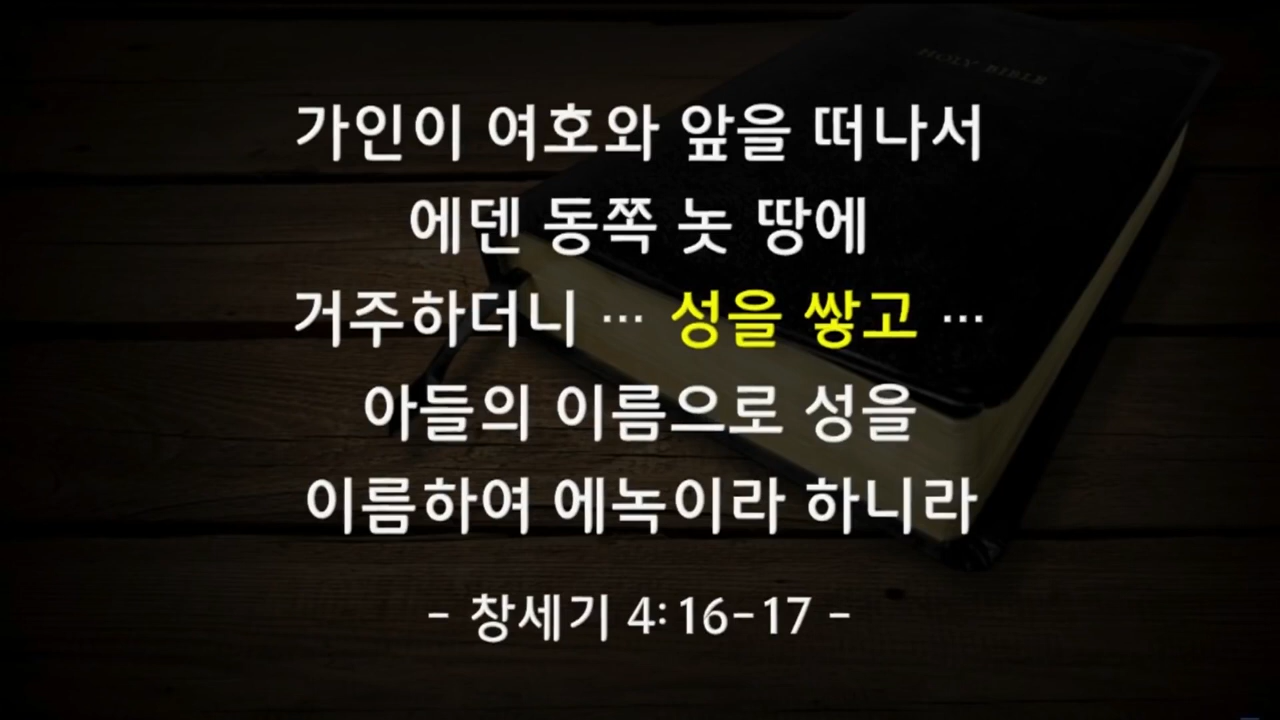 HOLY BIBLE
가인이 여호와 앞을 떠나서
에덴 동쪽 놋 땅에
거주하더니 … 성을 쌓고 …
아들의 이름으로 성을
이름하여 에녹이라 하니라
- 창세기 4:16-17 -